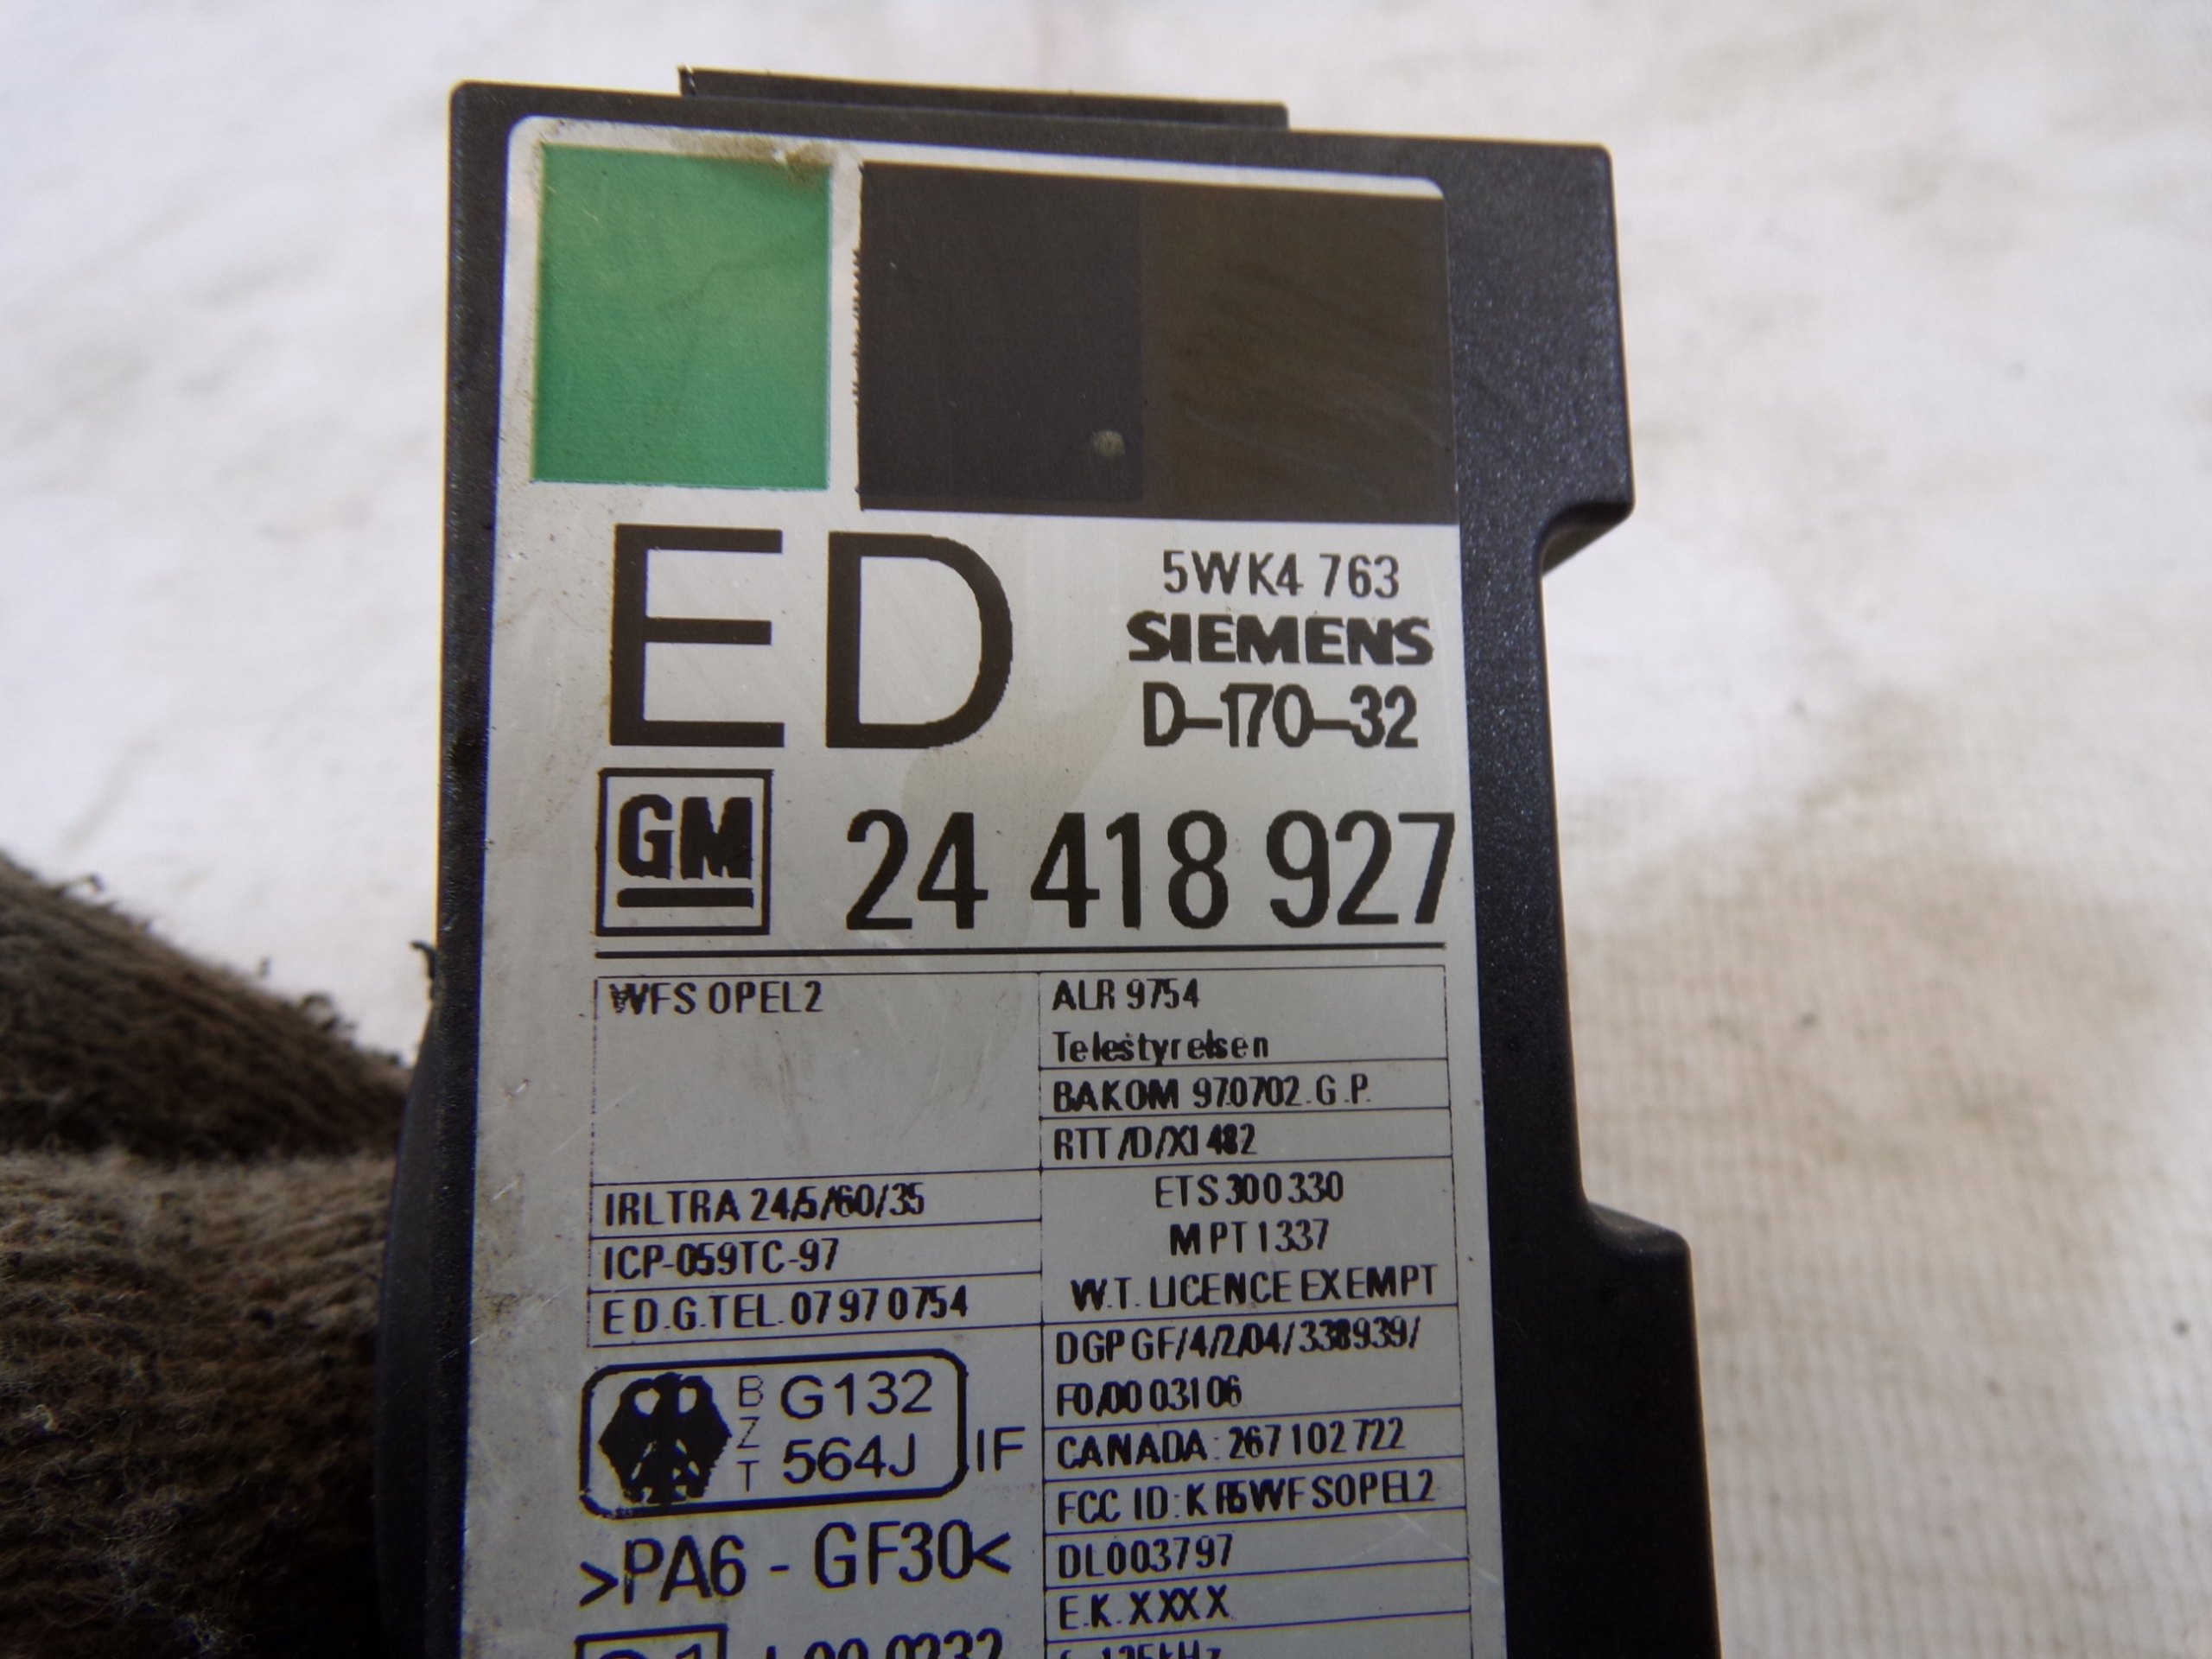 ED
5WK4 763
SIEMENS
D-170-32
GM
24 418 927
WFS OPEL2
IRL TRA 24/5/60/35
ICP-059TC-97
E D.G.TEL. 07 97 0754
BZT
G132
564J
IF
>PA6 - GF30<
ALR 9754
Telestyrelsen
BAKOM 97.0702.G.P.
RTT/D/X1 482
ETS 300 330
MPT 1337
W.T. LICENCE EXEMPT
DGPGF/4/2/04/338939/
F0/00 03106
CANADA: 267 102 722
FCC ID: KR5WFSOPEL2
DL003797
E.K. XXXX